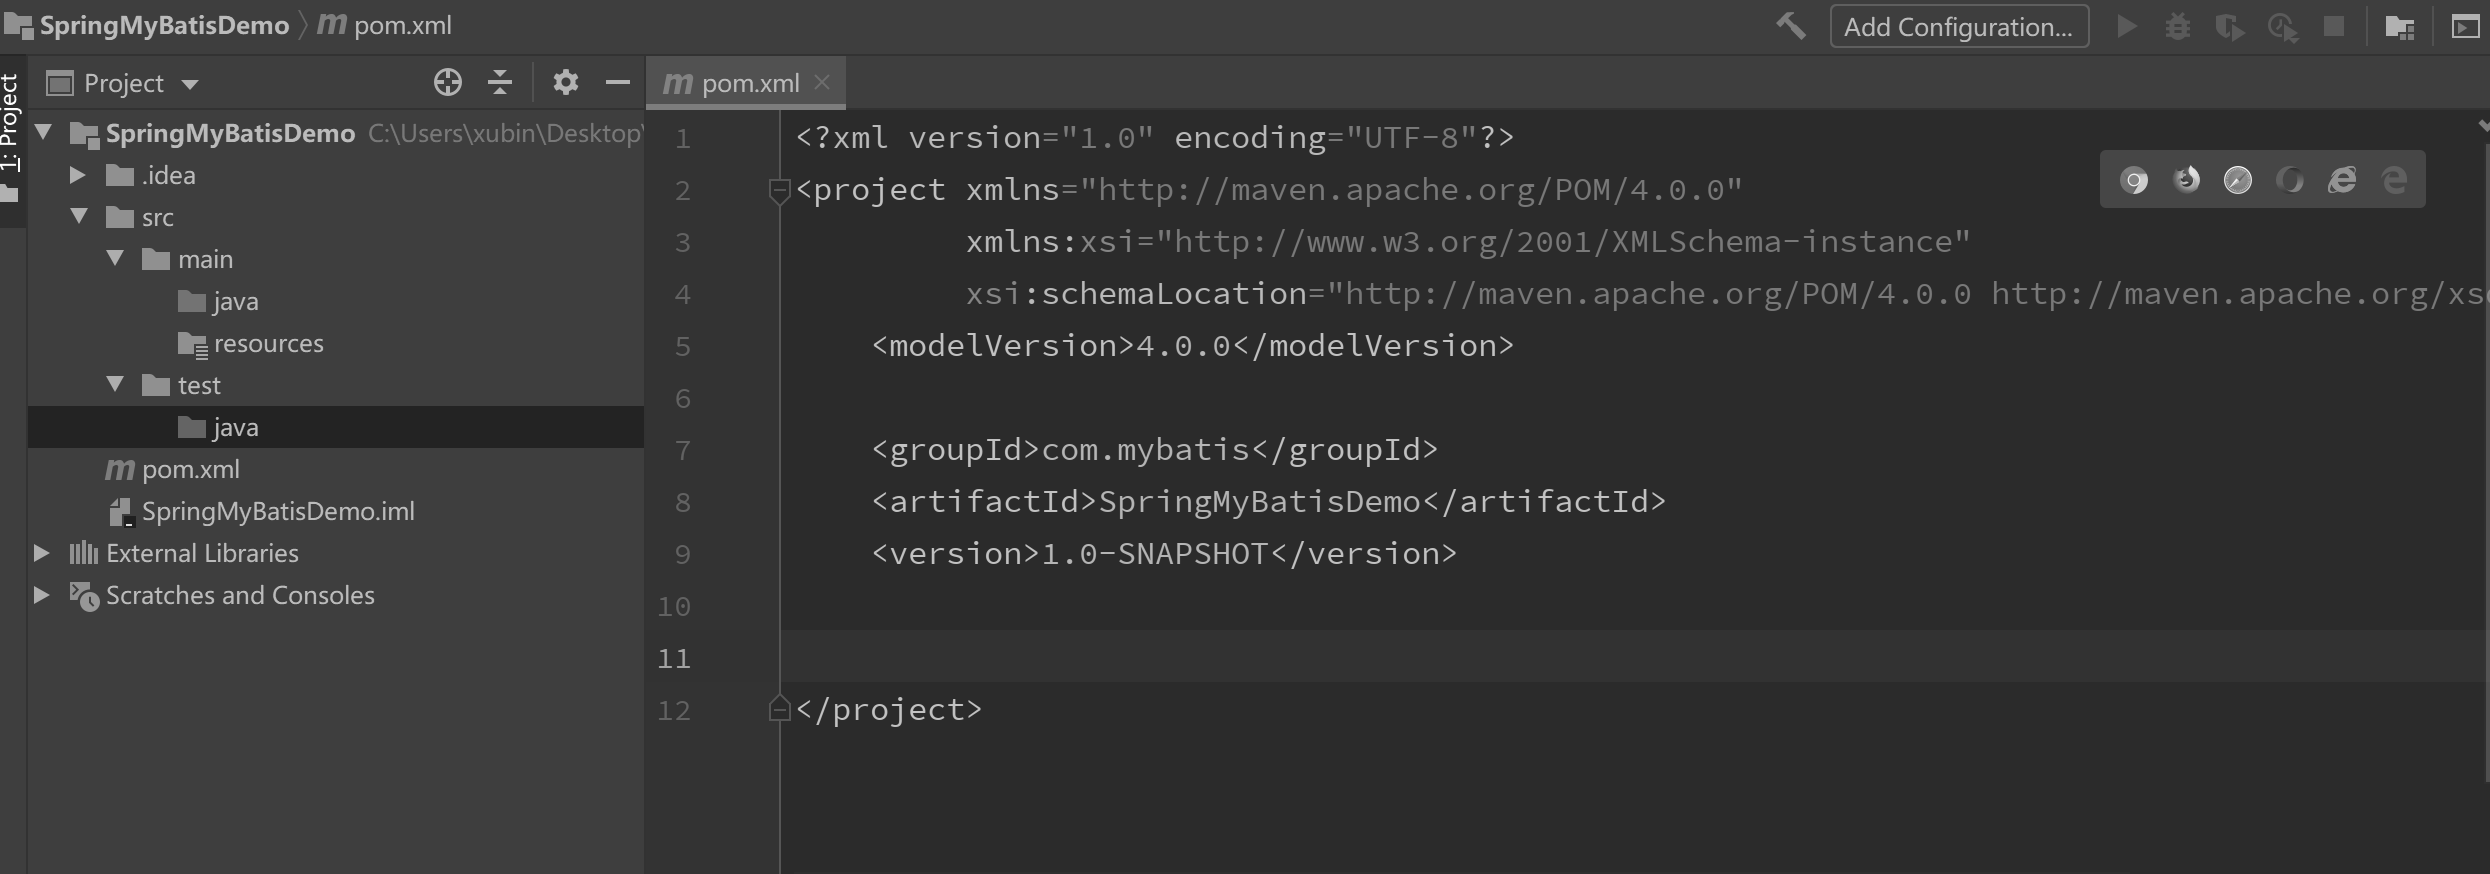 SpringMyBatisDemo pom.xml
Add Configuration...
1: Project
Project
pom.xml
SpringMyBatisDemo C:\Users\xubin\Desktop\
.idea
src
main
java
resources
test
java
pom.xml
SpringMyBatisDemo.iml
External Libraries
Scratches and Consoles
1 <?xml version="1.0" encoding="UTF-8"?>
2 <project xmlns="http://maven.apache.org/POM/4.0.0"
3 xmlns:xsi="http://www.w3.org/2001/XMLSchema-instance"
4 xsi:schemaLocation="http://maven.apache.org/POM/4.0.0 http://maven.apache.org/xs
5 <modelVersion>4.0.0</modelVersion>
6
7 <groupId>com.mybatis</groupId>
8 <artifactId>SpringMyBatisDemo</artifactId>
9 <version>1.0-SNAPSHOT</version>
10
11
12 </project>